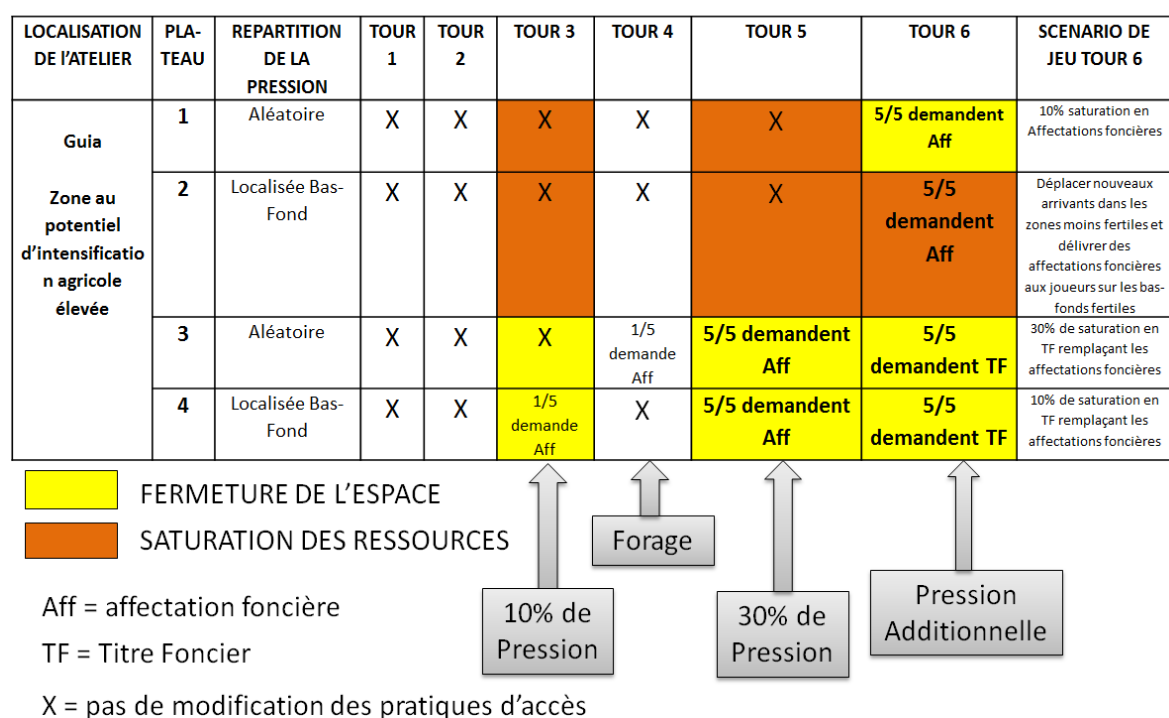 LOCALISATION
DE l'ATELIER
PLA-
TEAU
REPARTITION
DE LA
PRESSION
TOUR
1
TOUR
2
TOUR 3
TOUR 4
TOUR 5
TOUR 6
SCENARIO DE
JEU TOUR 6
Guia
Zone au
potentiel
d'intensificatio
n agricole
élevée
1
Aléatoire
X
X
X
X
X
5/5 demandent
Aff
10% saturation en
Affectations foncières
2
Localisée Bas-
Fond
X
X
X
X
X
5/5
demandent
Aff
Déplacer nouveaux
arrivants dans les
zones moins fertiles et
délivrer des
affectations foncières
aux joueurs sur les bas-
fonds fertiles
3
Aléatoire
X
X
X
1/5
demande
Aff
5/5 demandent
Aff
5/5
demandent TF
30% de saturation en
TF remplaçant les
affectations foncières
4
Localisée Bas-
Fond
X
X
1/5
demande
Aff
X
5/5 demandent
Aff
5/5
demandent TF
10% de saturation en
TF remplaçant les
affectations foncières
FERMETURE DE L'ESPACE
SATURATION DES RESSOURCES
Aff = affectation foncière
TF = Titre Foncier
X = pas de modification des pratiques d'accès
10% de
Pression
Forage
30% de
Pression
Pression
Additionnelle